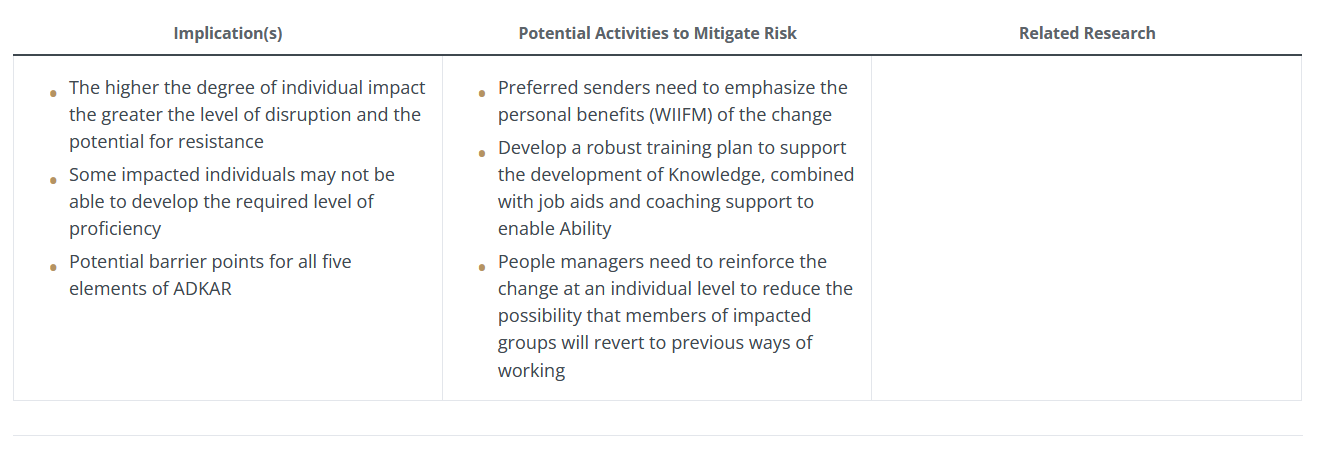 Implication(s)
Potential Activities to Mitigate Risk
Related Research
The higher the degree of individual impact
the greater the level of disruption and the
potential for resistance
Some impacted individuals may not be
able to develop the required level of
proficiency
Potential barrier points for all five
elements of ADKAR
Preferred senders need to emphasize the
personal benefits (WIIFM) of the change
Develop a robust training plan to support
the development of Knowledge, combined
with job aids and coaching support to
enable Ability
People managers need to reinforce the
change at an individual level to reduce the
possibility that members of impacted
groups will revert to previous ways of
working